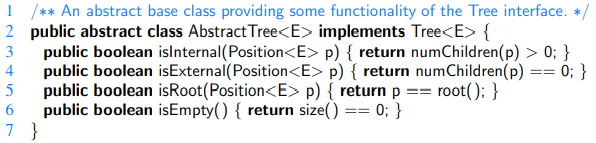 1 /** An abstract base class providing some functionality of the Tree interface. */
2 public abstract class AbstractTree<E> implements Tree<E> {
3 public boolean isInternal(Position<E> p) { return numChildren(p) > 0; }
4 public boolean isExternal(Position<E> p) { return numChildren(p) == 0; }
5 public boolean isRoot(Position<E> p) { return p == root(); }
6 public boolean isEmpty() { return size() == 0; }
7 }